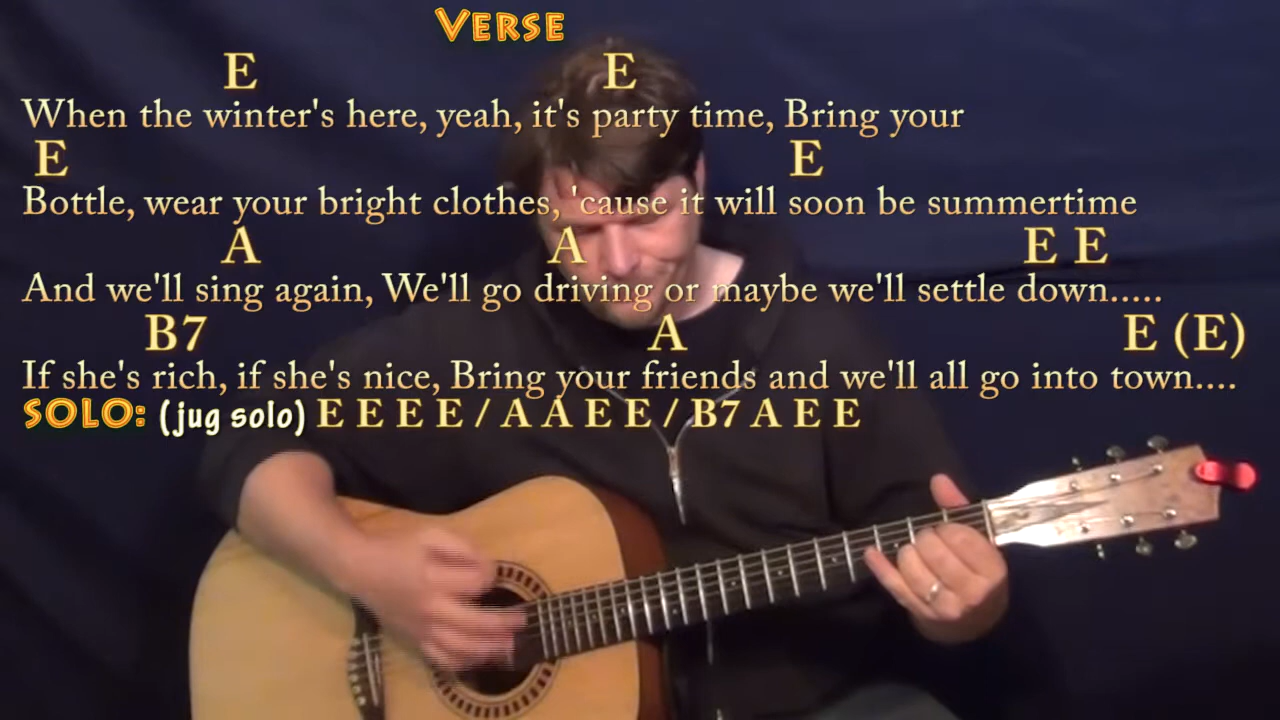 VERSE
E E
When the winter's here, yeah, it's party time, Bring your
E E
Bottle, wear your bright clothes, 'cause it will soon be summertime
A A E E
And we'll sing again, We'll go driving or maybe we'll settle down.....
B7 A E (E)
If she's rich, if she's nice, Bring your friends and we'll all go into town....
SOLO: (jug solo) E E E E / A A E E / B7 A E E